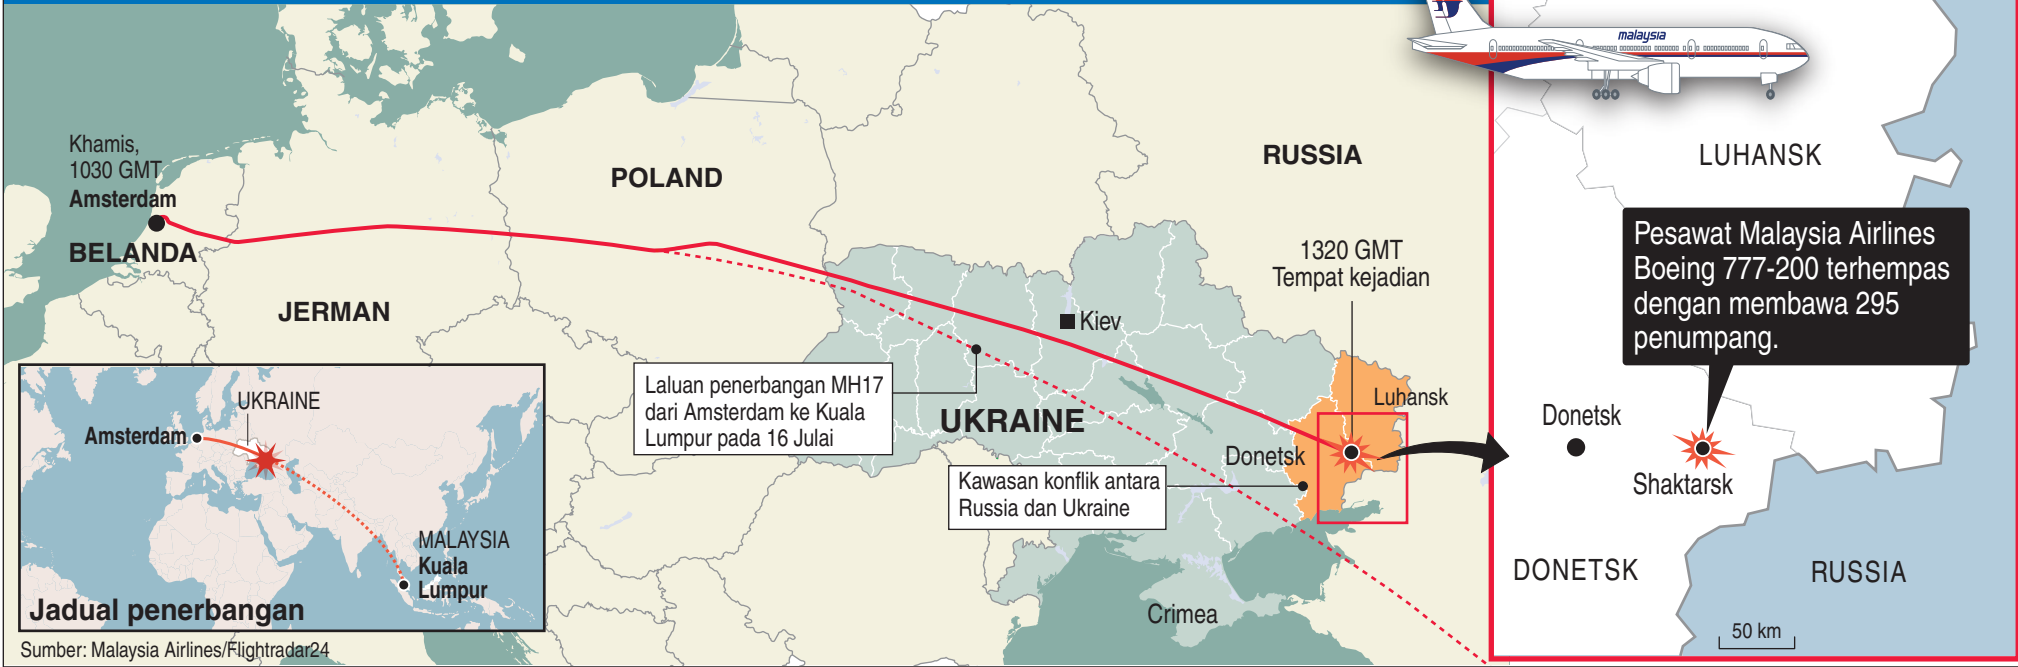 Khamis,
1030 GMT
Amsterdam
BELANDA
JERMAN
POLAND
RUSSIA
1320 GMT
Tempat kejadian
Kiev
Luhansk
UKRAINE
Donetsk
Laluan penerbangan MH17
dari Amsterdam ke Kuala
Lumpur pada 16 Julai
Kawasan konflik antara
Russia dan Ukraine
Crimea
UKRAINE
Amsterdam
MALAYSIA
Kuala
Lumpur
Jadual penerbangan
Sumber: Malaysia Airlines/Flightradar24
malaysia
LUHANSK
Pesawat Malaysia Airlines
Boeing 777-200 terhempas
dengan membawa 295
penumpang.
Donetsk
Shaktarsk
DONETSK
RUSSIA
50 km